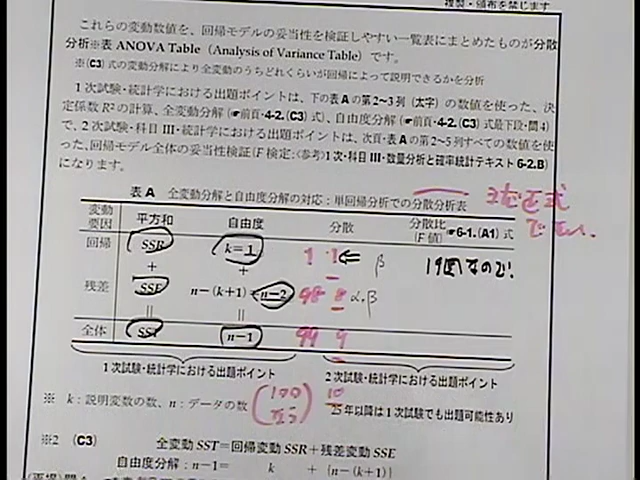 複製・頒布を禁じます
これらの変動数値を、回帰モデルの妥当性を検証しやすい一覧表にまとめたものが分散
分析※表 ANOVA Table (Analysis of Variance Table) です。
※(C3) 式の変動分解により全変動のうちどれくらいが回帰によって説明できるかを分析
1 次試験・統計学における出題ポイントは、下の表 A の第 2〜3 列 (太字) の数値を使った、決
定係数 R² の計算、全変動分解 (☛前頁・4-2. (C3) 式)、自由度分解 (☛前頁・4-2. (C3) 式最下段・問4)
で、2 次試験・科目 III・統計学における出題ポイントは、次頁・表 A の第 2〜5 列すべての数値を使
った、回帰モデル全体の妥当性検証 (F 検定:〈参考〉1 次・科目 III・数量分析と確率統計テキスト 6-2.B)
になります。
表 A 全変動分解と自由度分解の対応:単回帰分析での分散分析表
変動要因 平方和 自由度 分散 分散比 (F 値) ☛6-1. (A1) 式
で
回帰 SSR k=1 1 1 ⇐ β 1個なので!
+ +
残差 SSE n−(k+1)=n−2 98 8 α.β
|| ||
全体 SST n−1 99 9
1 次試験・統計学における出題ポイント 2 次試験・統計学における出題ポイント
※ k:説明変数の数、n:データの数 (100 10
25 年以降は 1 次試験でも出題可能性あり
※2 (C3) 全変動 SST=回帰変動 SSR+残差変動 SSE
自由度分解:n−1= k + {n−(k+1)}